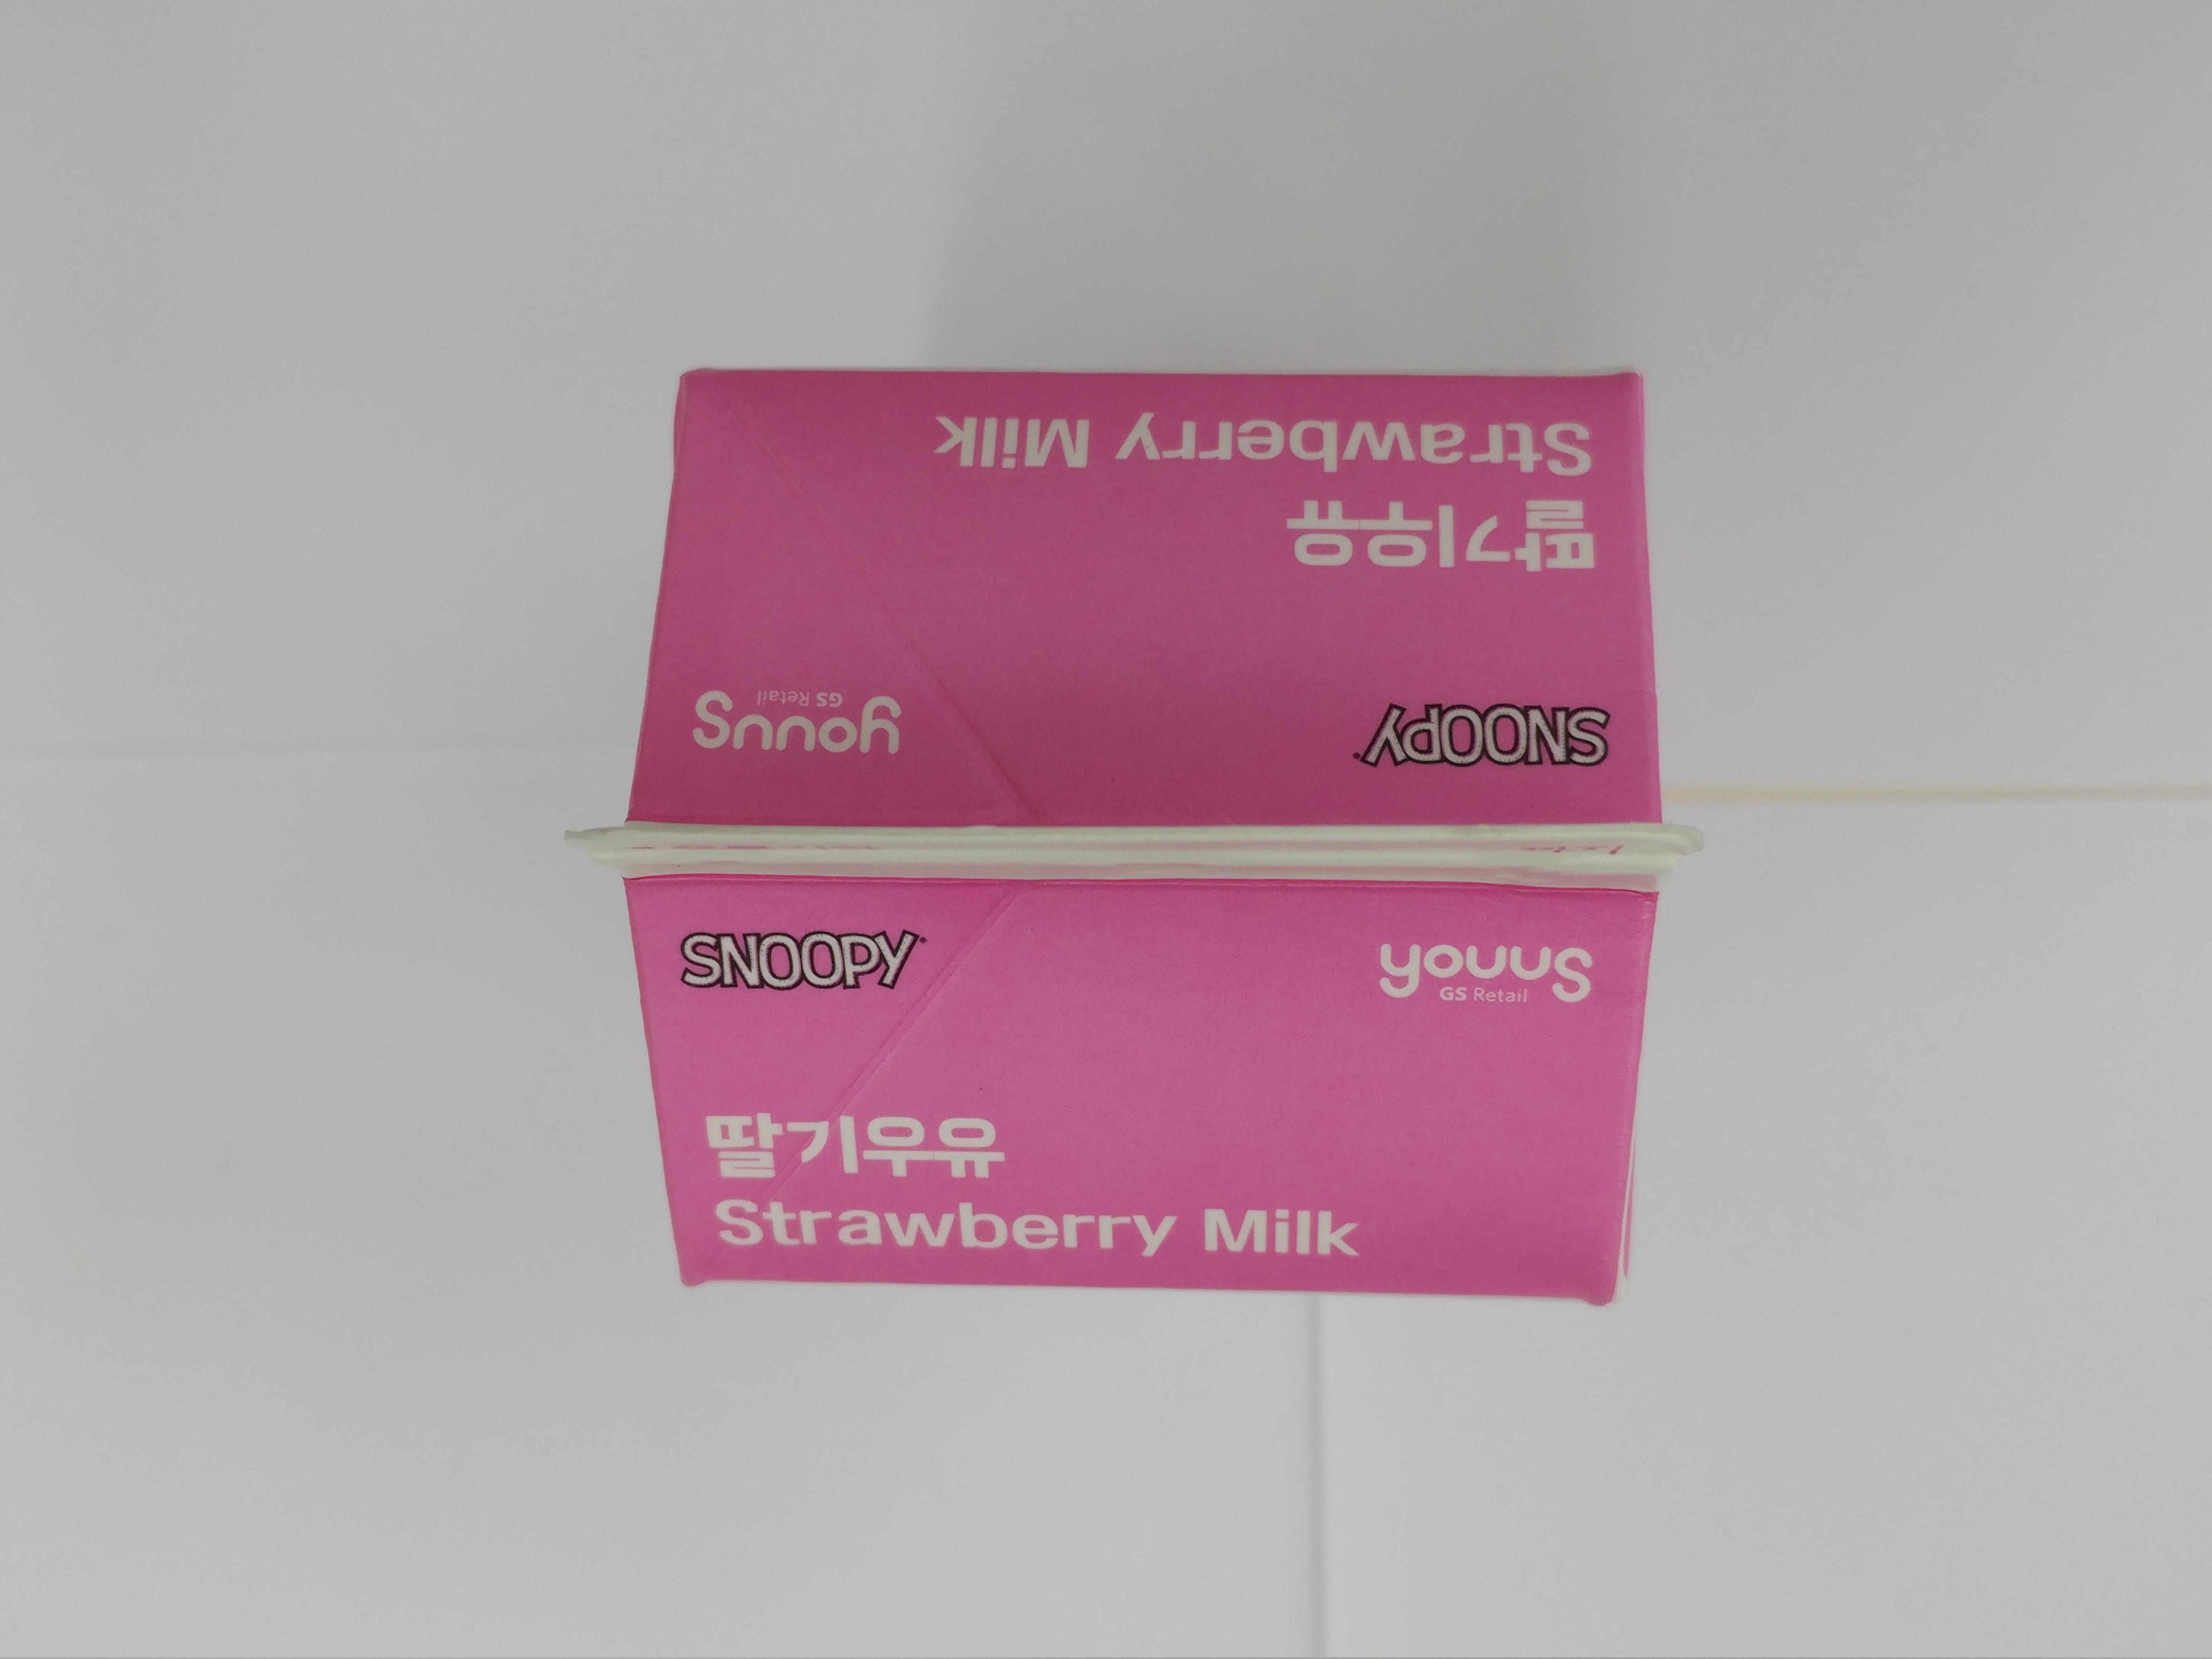 Strawberry Milk
딸기우유
youus
GS Retail
SNOOPY
SNOOPY
youus
GS Retail
딸기우유
Strawberry Milk